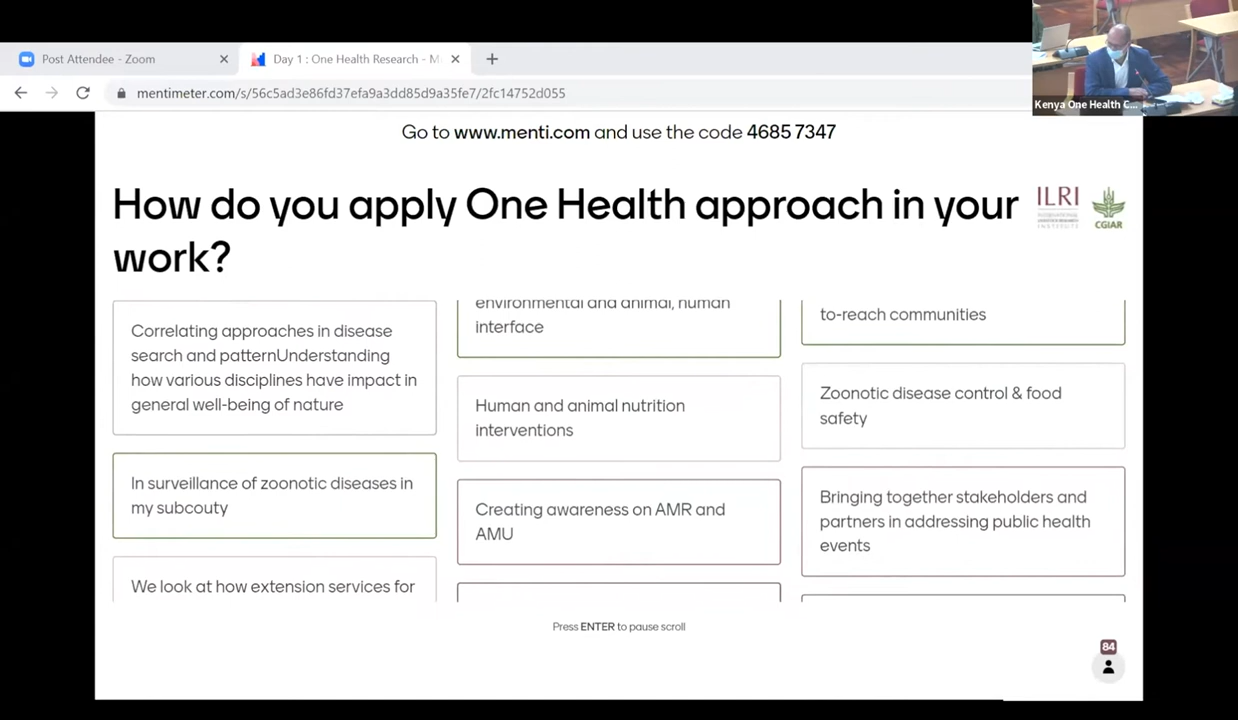 Post Attendee - Zoom
Day 1 : One Health Research - M
mentimeter.com/s/56c5ad3e86fd37efa9a3dd85d9a35fe7/2fc14752d055
Kenya One Health C...
Go to www.menti.com and use the code 4685 7347
How do you apply One Health approach in your
work?
ILRI
INTERNATIONAL
LIVESTOCK RESEARCH
INSTITUTE
CGIAR
Correlating approaches in disease
search and patternUnderstanding
how various disciplines have impact in
general well-being of nature
In surveillance of zoonotic diseases in
my subcouty
We look at how extension services for
environmental and animal, human
interface
Human and animal nutrition
interventions
Creating awareness on AMR and
AMU
to-reach communities
Zoonotic disease control & food
safety
Bringing together stakeholders and
partners in addressing public health
events
Press ENTER to pause scroll
84